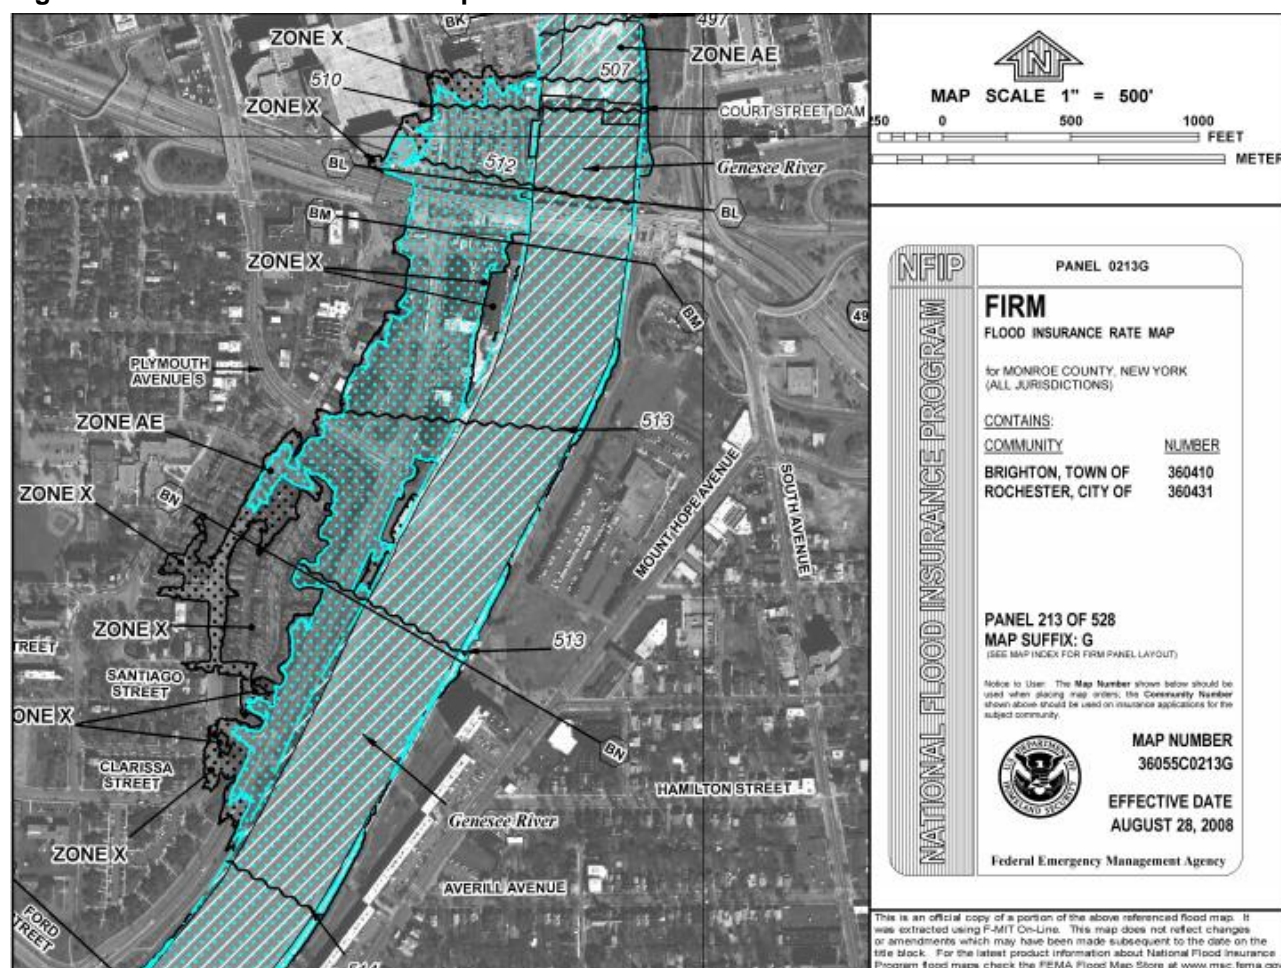 BK
497
ZONE X
ZONE AE
510
507
ZONE X
COURT STREET DAM
BL
512
Genesee River
BM
BL
ZONE X
BM
49
PLYMOUTH
AVENUE S
513
ZONE AE
ZONE X
BN
MOUNT HOPE AVENUE
SOUTH AVENUE
ZONE X
513
REET
SANTIAGO
STREET
ONE X
BN
CLARISSA
STREET
HAMILTON STREET
Genesee River
ZONE X
AVERILL AVENUE
FORD
STREET
514
N
MAP SCALE 1" = 500'
250 0 500 1000
FEET
METER
NFIP
NATIONAL FLOOD INSURANCE PROGRAM
PANEL 0213G
FIRM
FLOOD INSURANCE RATE MAP
for MONROE COUNTY, NEW YORK
(ALL JURISDICTIONS)
CONTAINS:
COMMUNITY NUMBER
BRIGHTON, TOWN OF 360410
ROCHESTER, CITY OF 360431
PANEL 213 OF 528
MAP SUFFIX: G
(SEE MAP INDEX FOR FIRM PANEL LAYOUT)
Notice to User: The Map Number shown below should be
used when placing map orders; the Community Number
shown above should be used on insurance applications for the
subject community.
MAP NUMBER
36055C0213G
EFFECTIVE DATE
AUGUST 28, 2008
Federal Emergency Management Agency
This is an official copy of a portion of the above referenced flood map. It
was extracted using F-MIT On-Line. This map does not reflect changes
or amendments which may have been made subsequent to the date on the
title block. For the latest product information about National Flood Insurance
Program flood maps check the FEMA Flood Map Store at www.msc.fema.gov